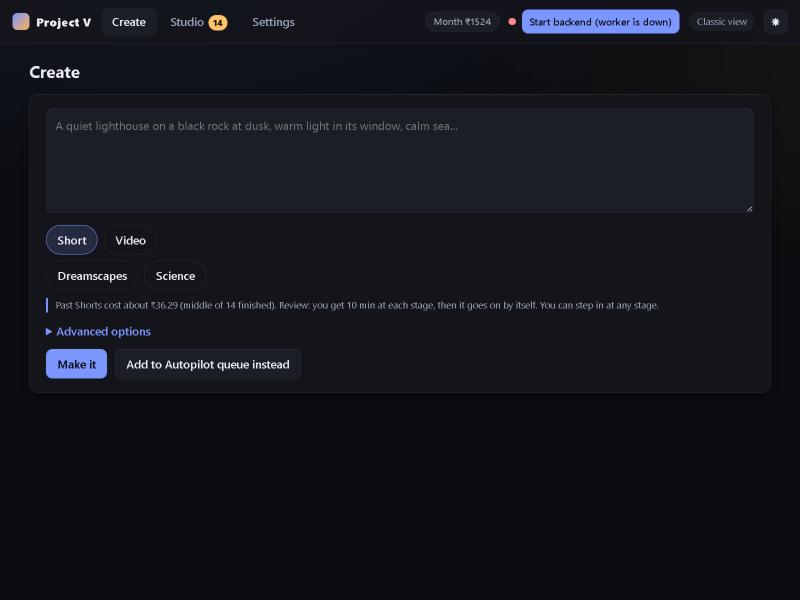 Project V Create Studio 14 Settings Month ₹1524 Start backend (worker is down) Classic view
Create
A quiet lighthouse on a black rock at dusk, warm light in its window, calm sea...
Short Video
Dreamscapes Science
Past Shorts cost about ₹36.29 (middle of 14 finished). Review: you get 10 min at each stage, then it goes on by itself. You can step in at any stage.
Advanced options
Make it Add to Autopilot queue instead